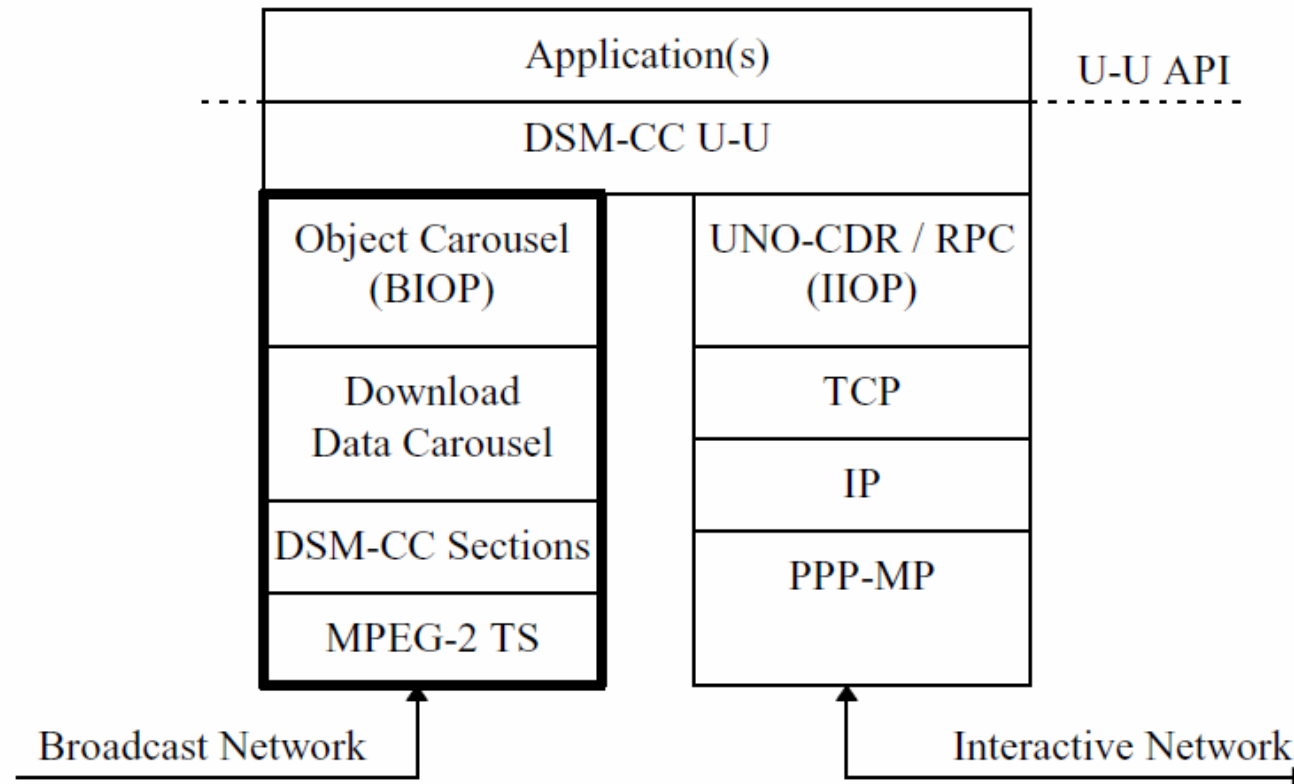 Application(s)
U-U API
DSM-CC U-U
Object Carousel
(BIOP)
Download
Data Carousel
DSM-CC Sections
MPEG-2 TS
UNO-CDR / RPC
(IIOP)
TCP
IP
PPP-MP
Broadcast Network
Interactive Network